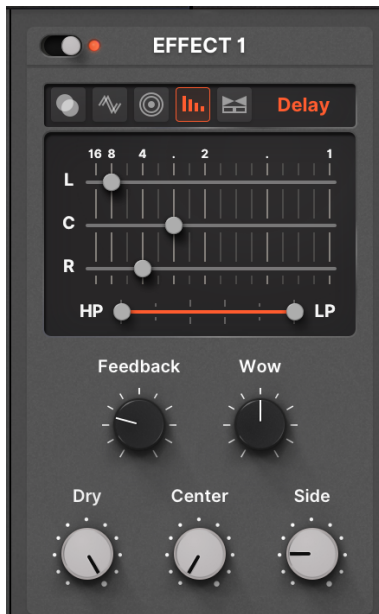 EFFECT 1
Delay
16 8 4 . 2 . 1
L
C
R
HP LP
Feedback Wow
Dry Center Side